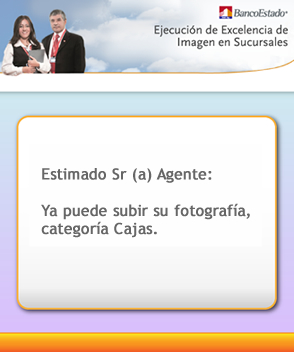 BancoEstado
Ejecución de Excelencia de
Imagen en Sucursales
Estimado Sr (a) Agente:
Ya puede subir su fotografía,
categoría Cajas.